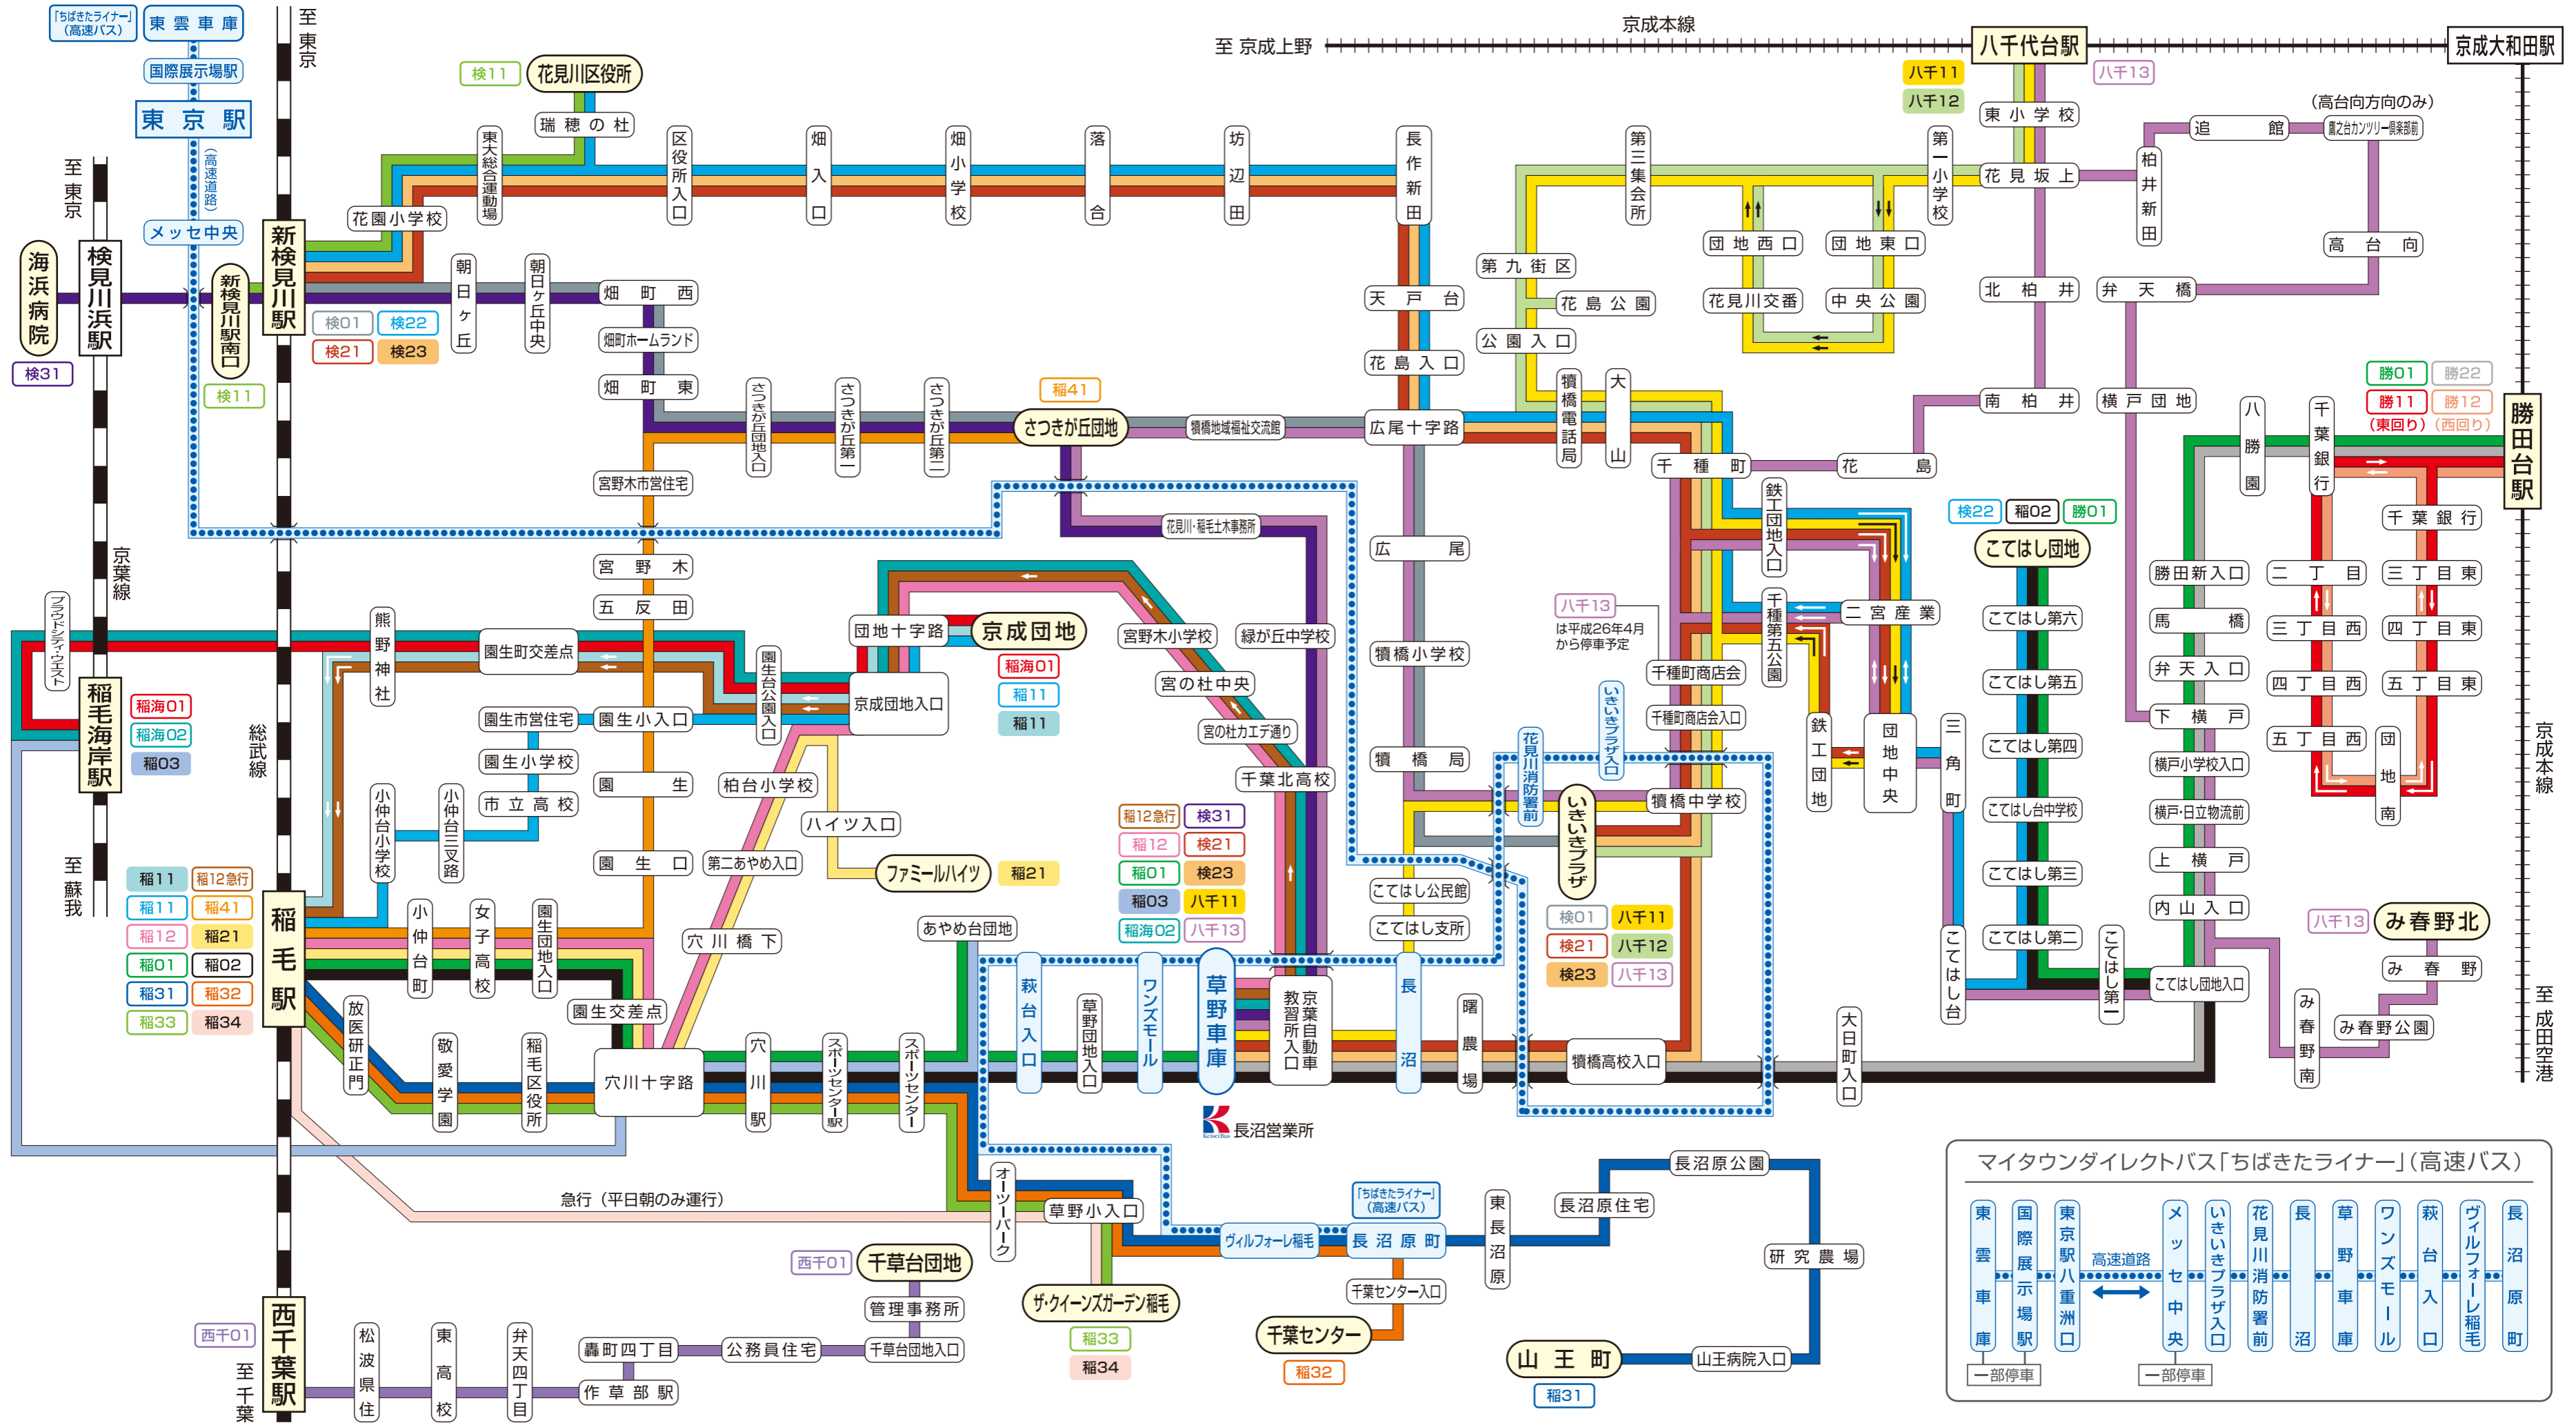 「ちばきたライナー」
(高速バス)
東雲車庫
国際展示場駅
東京駅
(高速道路)
メッセ中央
至 東京
至 東京
検見川浜駅
海浜病院
検31
新検見川駅南口
検11
新検見川駅
検01
検22
検21
検23
検11
花見川区役所
瑞穂の杜
花園小学校
東大総合運動場
区役所入口
畑入口
畑小学校
落合
坊辺田
長作新田
天戸台
花島入口
朝日ヶ丘
朝日ケ丘中央
畑町西
畑町ホームランド
畑町東
さつきが丘団地入口
さつきが丘第一
さつきが丘第二
稲41
さつきが丘団地
犢橋地域福祉交流館
広尾十字路
京成本線
至 京成上野
八千代台駅
京成大和田駅
八千11
八千12
八千13
東小学校
花見坂上
第一小学校
第三集会所
第九街区
花島公園
公園入口
団地西口
団地東口
花見川交番
中央公園
柏井新田
追館
(高台向方向のみ)
鷹之台カンツリー倶楽部前
高台向
弁天橋
北柏井
南柏井
横戸団地
犢橋電話局
大山
千種町
花島
鉄工団地入口
千種第五公園
二宮産業
八千13
は平成26年4月
から停車予定
千種町商店会
千種町商店会入口
鉄工団地
団地中央
三角町
こてはし台
検22
稲02
勝01
こてはし団地
こてはし第六
こてはし第五
こてはし第四
こてはし台中学校
こてはし第三
こてはし第二
こてはし第一
こてはし団地入口
勝01
勝22
勝11
勝12
(東回り)
(西回り)
勝田台駅
八勝園
千葉銀行
千葉銀行
勝田新入口
馬橋
弁天入口
下横戸
横戸小学校入口
横戸・日立物流前
上横戸
内山入口
二丁目
三丁目西
四丁目西
五丁目西
団地南
三丁目東
四丁目東
五丁目東
京成本線
至 成田空港
八千13
み春野北
み春野
み春野公園
み春野南
京葉線
至 蘇我
プラウドシティ・ウエスト
稲毛海岸駅
稲海01
稲海02
稲03
総武線
熊野神社
園生町交差点
園生台公園入口
京成団地入口
団地十字路
京成団地
稲海01
稲11
稲11
宮野木市営住宅
宮野木
五反田
園生小入口
園生市営住宅
園生小学校
市立高校
小仲台三叉路
小仲台小学校
園生
園生口
柏台小学校
ハイツ入口
第二あやめ入口
ファミールハイツ
稲21
穴川橋下
花見川・稲毛土木事務所
宮野木小学校
緑が丘中学校
宮の杜中央
宮の杜カエデ通り
千葉北高校
稲12急行
検31
稲12
検21
稲01
検23
稲03
八千11
稲海02
八千13
広尾
犢橋小学校
犢橋局
こてはし公民館
こてはし支所
花見川消防署前
いきいきプラザ入口
いきいきプラザ
犢橋中学校
検01
八千11
検21
八千12
検23
八千13
稲11
稲12急行
稲11
稲41
稲12
稲21
稲01
稲02
稲31
稲32
稲33
稲34
稲毛駅
小仲台町
女子高校
園生団地入口
園生交差点
放医研正門
敬愛学園
稲毛区役所
穴川十字路
穴川駅
スポーツセンター駅
スポーツセンター
あやめ台団地
萩台入口
草野団地入口
ワンズモール
草野車庫
京葉自動車
教習所入口
長沼
曙農場
犢橋高校入口
大日町入口
KeiseiBus
長沼営業所
急行(平日朝のみ運行)
オーツーパーク
草野小入口
ザ・クイーンズガーデン稲毛
稲33
稲34
ヴィルフォーレ稲毛
「ちばきたライナー」
(高速バス)
長沼原町
千葉センター入口
千葉センター
稲32
東長沼原
長沼原住宅
長沼原公園
研究農場
山王病院入口
山王町
稲31
西千01
西千葉駅
至 千葉
松波県住
東高校
弁天四丁目
作草部駅
轟町四丁目
公務員住宅
千草台団地入口
管理事務所
千草台団地
西千01
マイタウンダイレクトバス「ちばきたライナー」(高速バス)
東雲車庫
国際展示場駅
東京駅八重洲口
高速道路
メッセ中央
いきいきプラザ入口
花見川消防署前
長沼
草野車庫
ワンズモール
萩台入口
ヴィルフォーレ稲毛
長沼原町
一部停車
一部停車